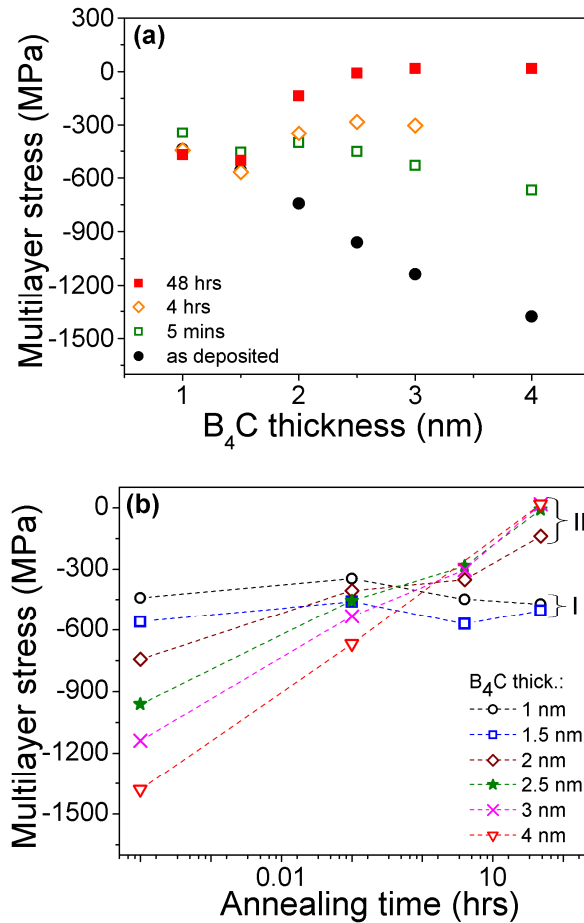 (a)
300
0
-300
-600
-900
-1200
-1500
Multilayer stress (MPa)
48 hrs
4 hrs
5 mins
as deposited
1 2 3 4
B₄C thickness (nm)
(b)
0
-300
-600
-900
-1200
-1500
Multilayer stress (MPa)
II
I
B₄C thick.:
1 nm
1.5 nm
2 nm
2.5 nm
3 nm
4 nm
0.01 10
Annealing time (hrs)